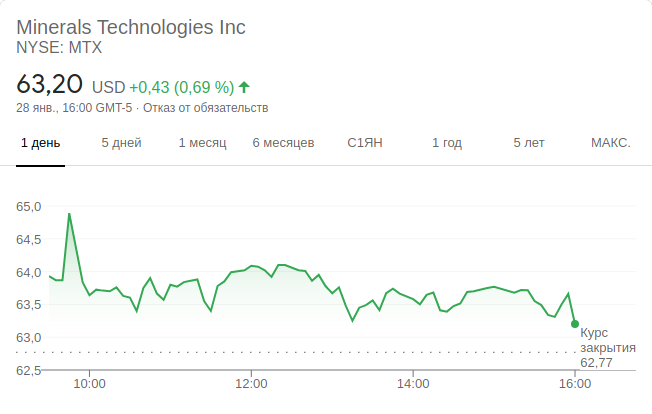 Minerals Technologies Inc
NYSE: MTX
63,20 USD +0,43 (0,69 %)
28 янв., 16:00 GMT-5 · Отказ от обязательств
1 день 5 дней 1 месяц 6 месяцев С1ЯН 1 год 5 лет МАКС.
65,0
64,5
64,0
63,5
63,0
62,5
Курс
закрытия
62,77
10:00 12:00 14:00 16:00